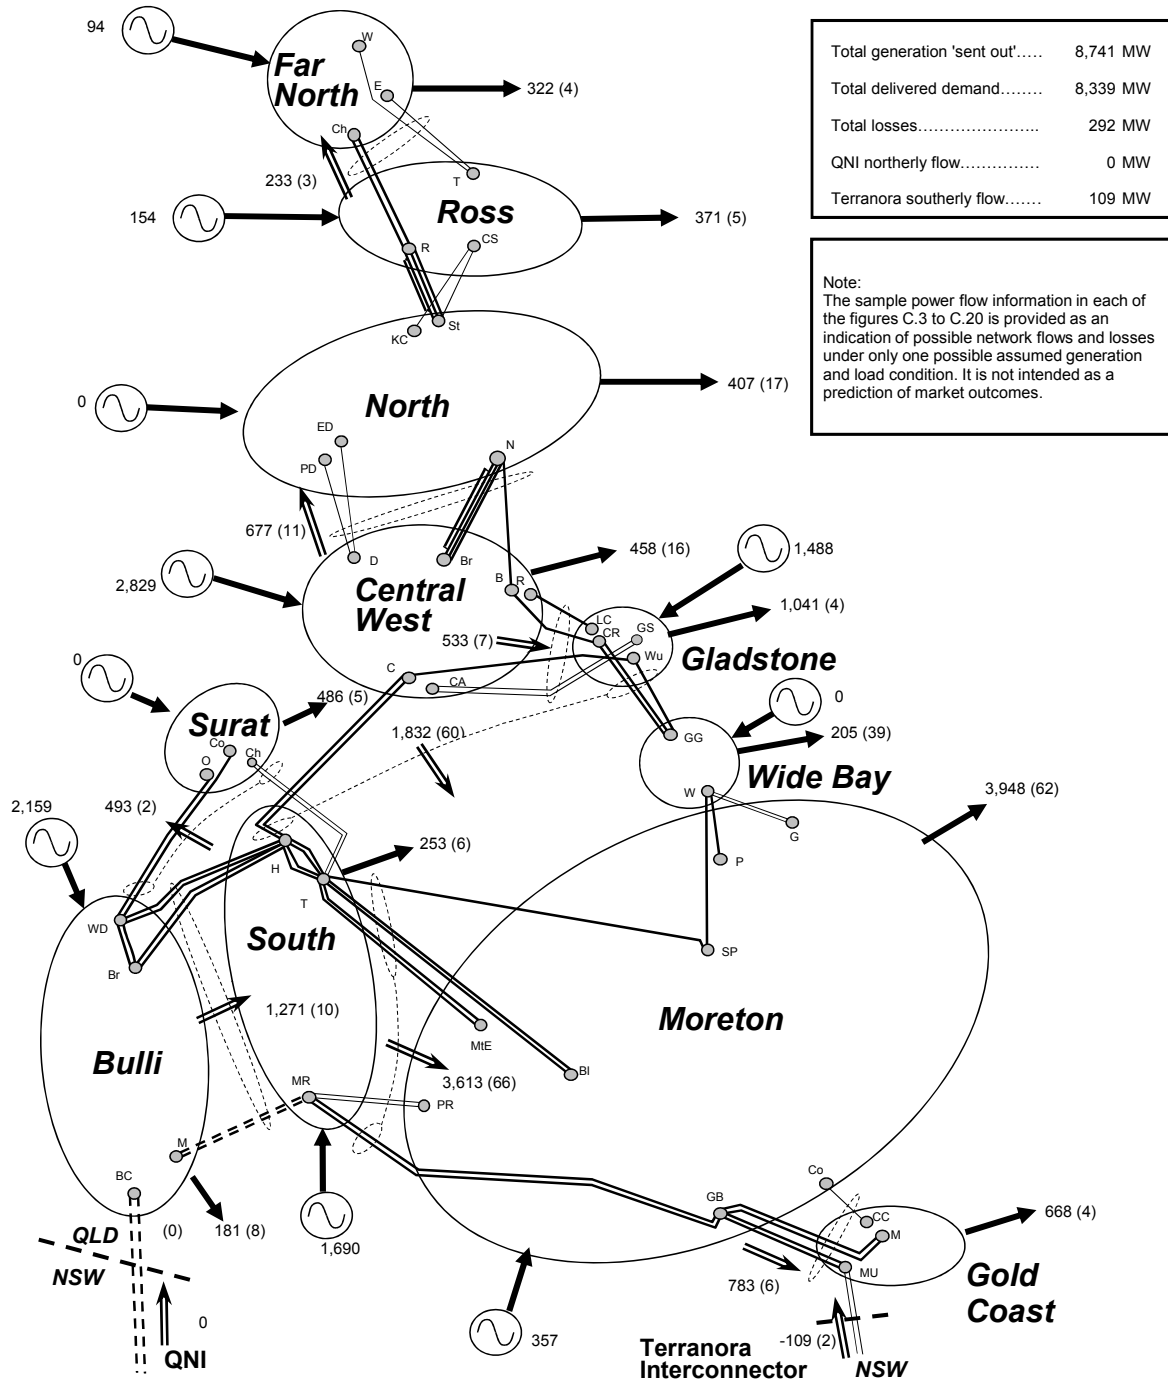 94
W
Far
North
E
322 (4)
Ch
233 (3)
T
Total generation 'sent out'..... 8,741 MW
Total delivered demand........ 8,339 MW
Total losses..................... 292 MW
QNI northerly flow............... 0 MW
Terranora southerly flow....... 109 MW
154
Ross
371 (5)
R
CS
Note:
The sample power flow information in each of
the figures C.3 to C.20 is provided as an
indication of possible network flows and losses
under only one possible assumed generation
and load condition. It is not intended as a
prediction of market outcomes.
St
KC
0
North
407 (17)
ED
PD
N
677 (11)
D
Br
458 (16)
1,488
2,829
Central
West
B
R
1,041 (4)
LC
GS
CR
533 (7)
Wu
Gladstone
C
CA
0
486 (5)
Surat
Co
Ch
O
1,832 (60)
0
GG
205 (39)
Wide Bay
2,159
493 (2)
W
G
P
3,948 (62)
253 (6)
H
T
WD
South
SP
Br
1,271 (10)
Moreton
MtE
Bulli
BI
3,613 (66)
MR
PR
M
BC
QLD
(0)
181 (8)
NSW
1,690
0
QNI
Co
GB
CC
M
668 (4)
MU
783 (6)
Gold
Coast
357
-109 (2)
Terranora
Interconnector
NSW